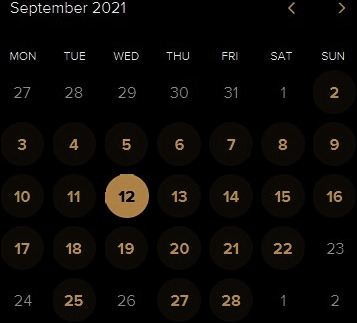 September 2021 < >
MON TUE WED THU FRI SAT SUN
27 28 29 30 31 1 2
3 4 5 6 7 8 9
10 11 12 13 14 15 16
17 18 19 20 21 22 23
24 25 26 27 28 1 2